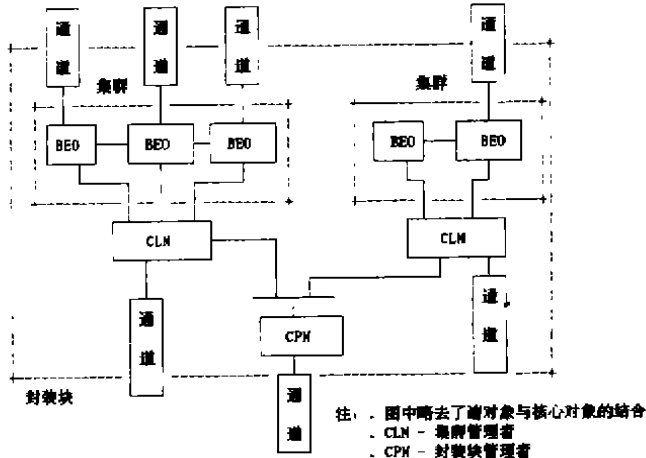 通道
通道
通道
通道
集群
集群
BEO
BEO
BEO
BEO
BEO
CLM
CLM
通道
通道
CPM
封装块
通道
注:. 图中略去了诸对象与核心对象的结合
. CLM - 集群管理者
. CPM - 封装块管理者